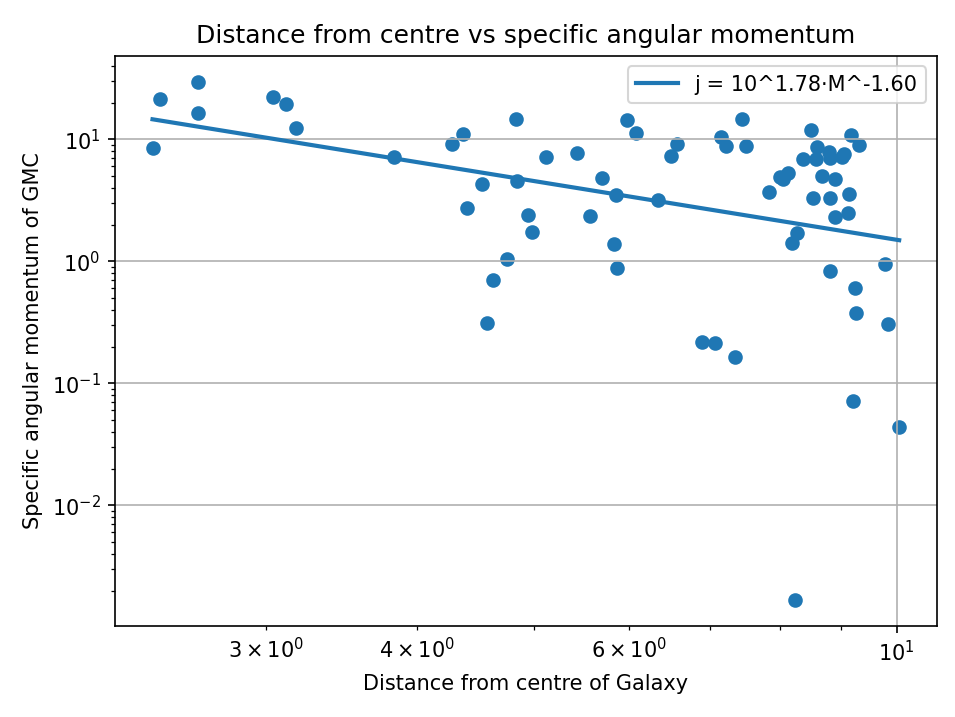 Distance from centre vs specific angular momentum
j = 10^1.78·M^-1.60
Specific angular momentum of GMC
10¹
10⁰
10⁻¹
10⁻²
3 × 10⁰
4 × 10⁰
6 × 10⁰
10¹
Distance from centre of Galaxy